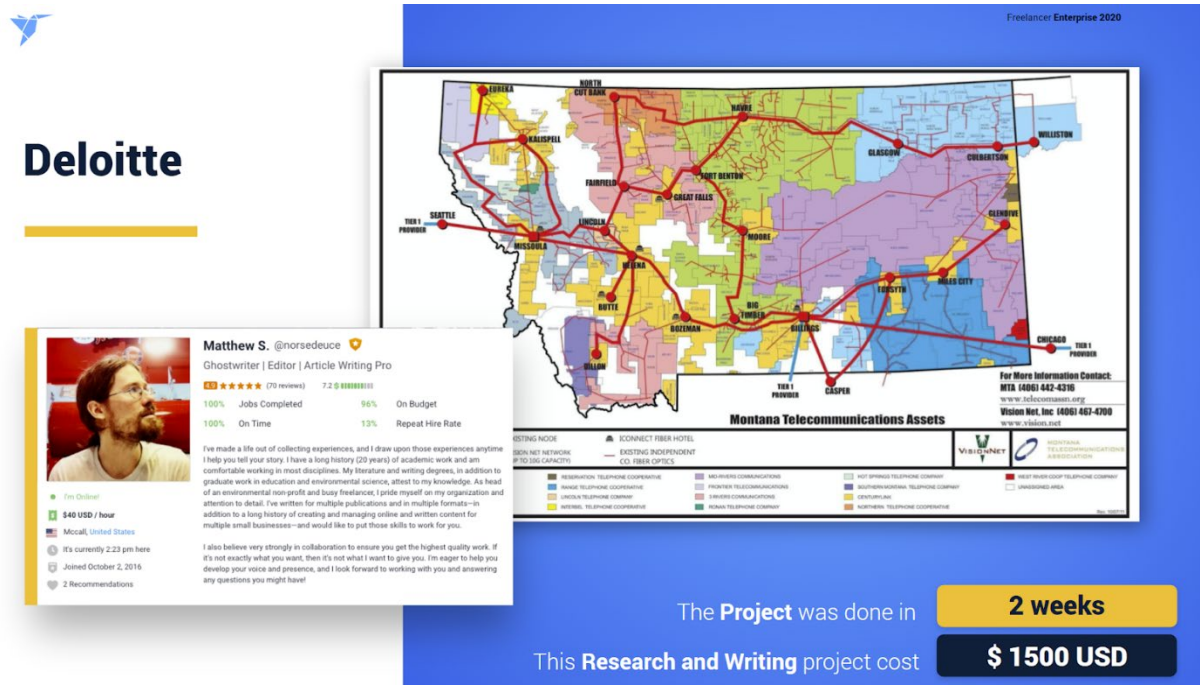 Freelancer Enterprise 2020
Deloitte
EUREKA
NORTH
CUT BANK
HAVRE
KALISPELL
GLASGOW
WILLISTON
CULBERTSON
FAIRFIELD
FORT BENTON
GREAT FALLS
SEATTLE
TIER 1
PROVIDER
LINCOLN
GLENDIVE
MISSOULA
MOORE
HELENA
MILES CITY
FORSYTH
BUTTE
BIG
TIMBER
BOZEMAN
BILLINGS
CHICAGO
TIER 1
PROVIDER
DILLON
TIER 1
PROVIDER
CASPER
For More Information Contact:
MTA (406) 442-4316
www.telecomassn.org
Vision Net, Inc (406) 467-4700
www.vision.net
Montana Telecommunications Assets
EXISTING NODE
ICONNECT FIBER HOTEL
VISION NET NETWORK
(UP TO 10G CAPACITY)
EXISTING INDEPENDENT
CO. FIBER OPTICS
VISIONNET
MONTANA
TELECOMMUNICATIONS
ASSOCIATION
RESERVATION TELEPHONE COOPERATIVE
MID-RIVERS COMMUNICATIONS
HOT SPRINGS TELEPHONE COMPANY
WEST RIVER COOP TELEPHONE COMPANY
RANGE TELEPHONE COOPERATIVE
FRONTIER TELECOMMUNICATIONS
SOUTHERN MONTANA TELEPHONE COMPANY
UNASSIGNED AREA
LINCOLN TELEPHONE COMPANY
3 RIVERS COMMUNICATIONS
CENTURYLINK
INTERBEL TELEPHONE COOPERATIVE
RONAN TELEPHONE COMPANY
NORTHERN TELEPHONE COOPERATIVE
Matthew S. @norsedeuce
Ghostwriter | Editor | Article Writing Pro
4.9 (70 reviews) 7.2
100% Jobs Completed 96% On Budget
100% On Time 13% Repeat Hire Rate
I've made a life out of collecting experiences, and I draw upon those experiences anytime
I help you tell your story. I have a long history (20 years) of academic work and am
comfortable working in most disciplines. My literature and writing degrees, in addition to
graduate work in education and environmental science, attest to my knowledge. As head
of an environmental non-profit and busy freelancer, I pride myself on my organization and
attention to detail. I've written for multiple publications and in multiple formats—in
addition to a long history of creating and managing online and written content for
multiple small businesses—and would like to put those skills to work for you.
I also believe very strongly in collaboration to ensure you get the highest quality work. If
it's not exactly what you want, then it's not what I want to give you. I'm eager to help you
develop your voice and presence, and I look forward to working with you and answering
any questions you might have!
I'm Online!
$40 USD / hour
Mccall, United States
It's currently 2:23 pm here
Joined October 2, 2016
2 Recommendations
The Project was done in
2 weeks
This Research and Writing project cost
$ 1500 USD